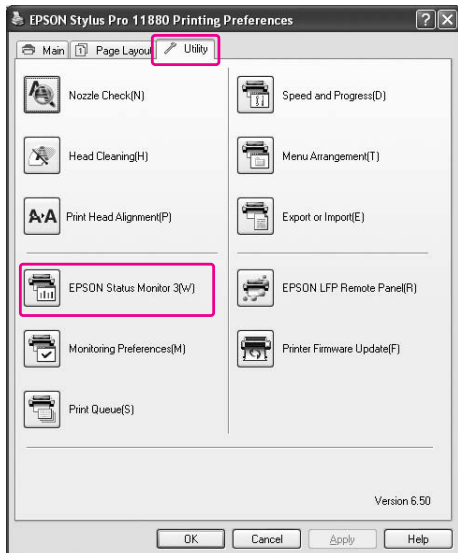 EPSON Stylus Pro 11880 Printing Preferences
Main
Page Layout
Utility
Nozzle Check(N)
Speed and Progress(D)
Head Cleaning(H)
Menu Arrangement(T)
Print Head Alignment(P)
Export or Import(E)
EPSON Status Monitor 3(W)
EPSON LFP Remote Panel(R)
Monitoring Preferences(M)
Printer Firmware Update(F)
Print Queue(S)
Version 6.50
OK
Cancel
Apply
Help